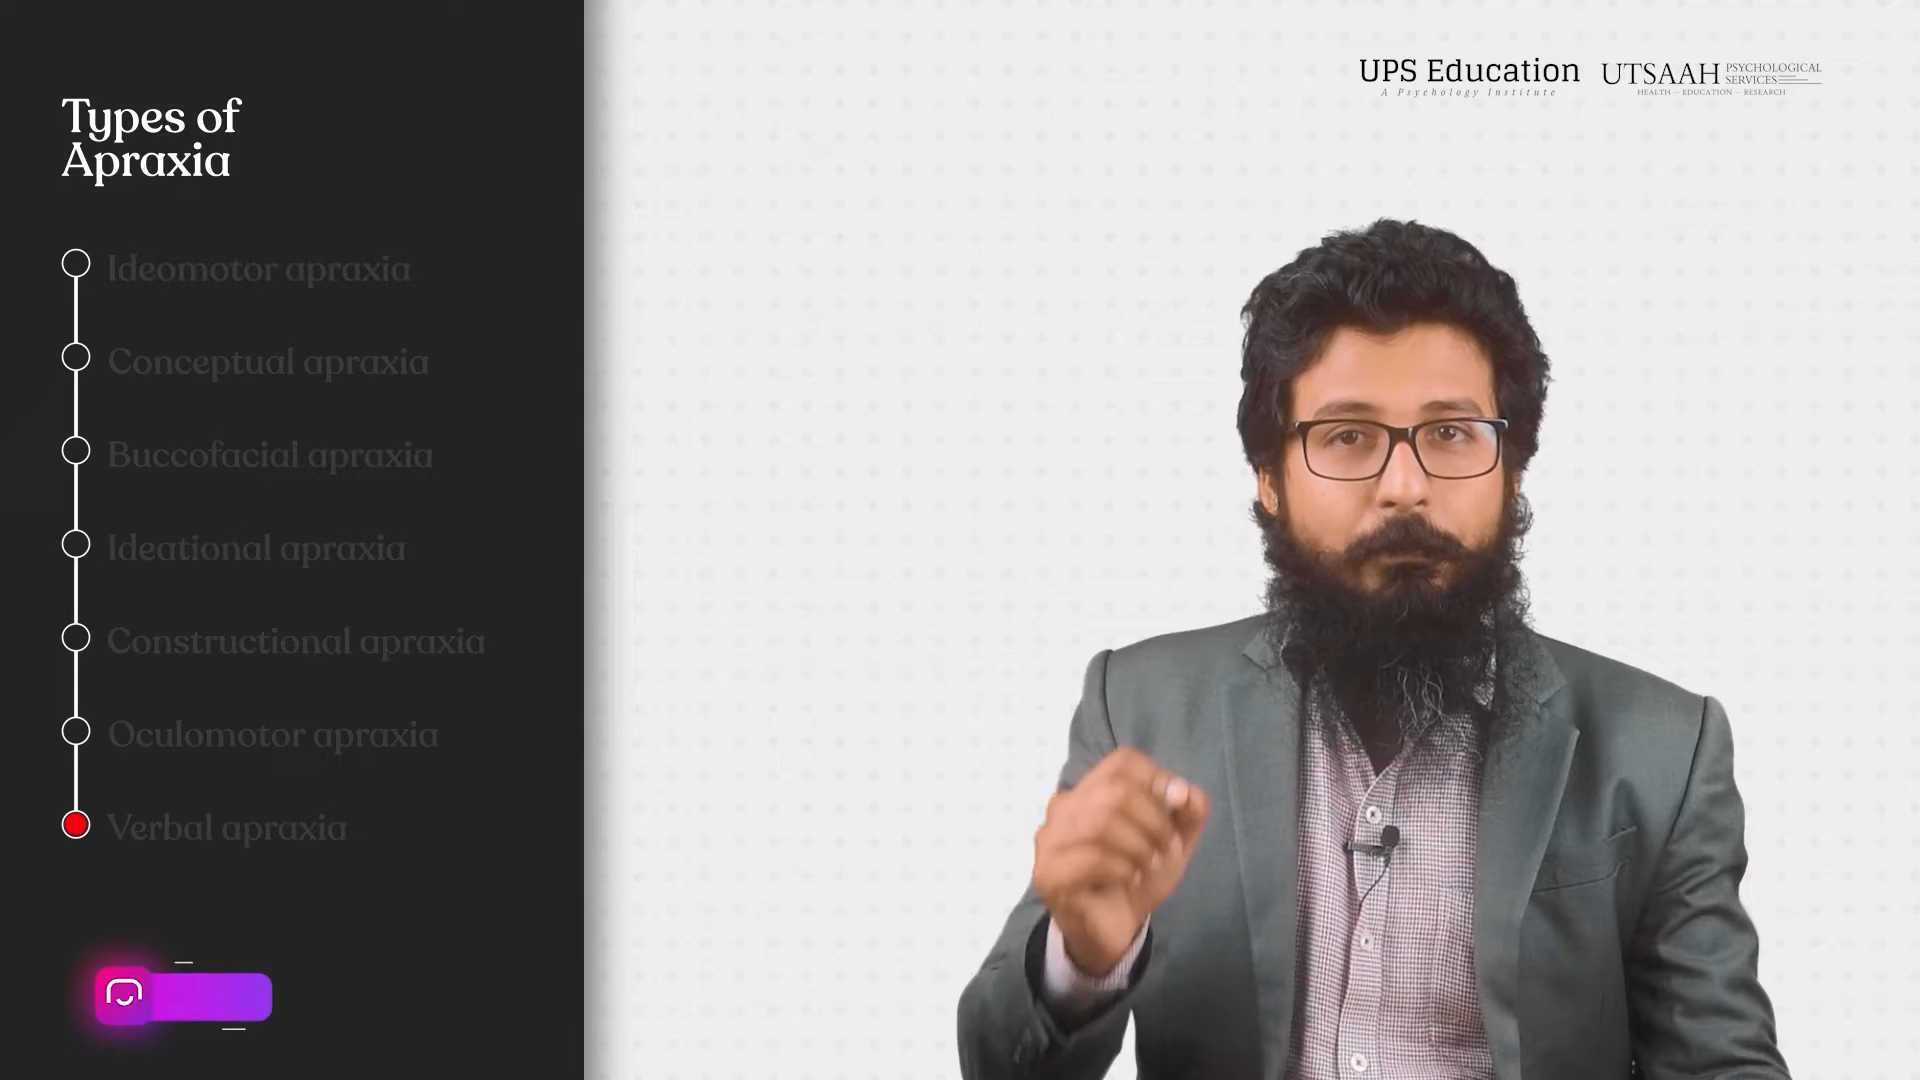 UPS Education
A Psychology Institute
UTSAAH PSYCHOLOGICAL SERVICES
HEALTH – EDUCATION – RESEARCH
Types of
Apraxia
Ideomotor apraxia
Conceptual apraxia
Buccofacial apraxia
Ideational apraxia
Constructional apraxia
Oculomotor apraxia
Verbal apraxia